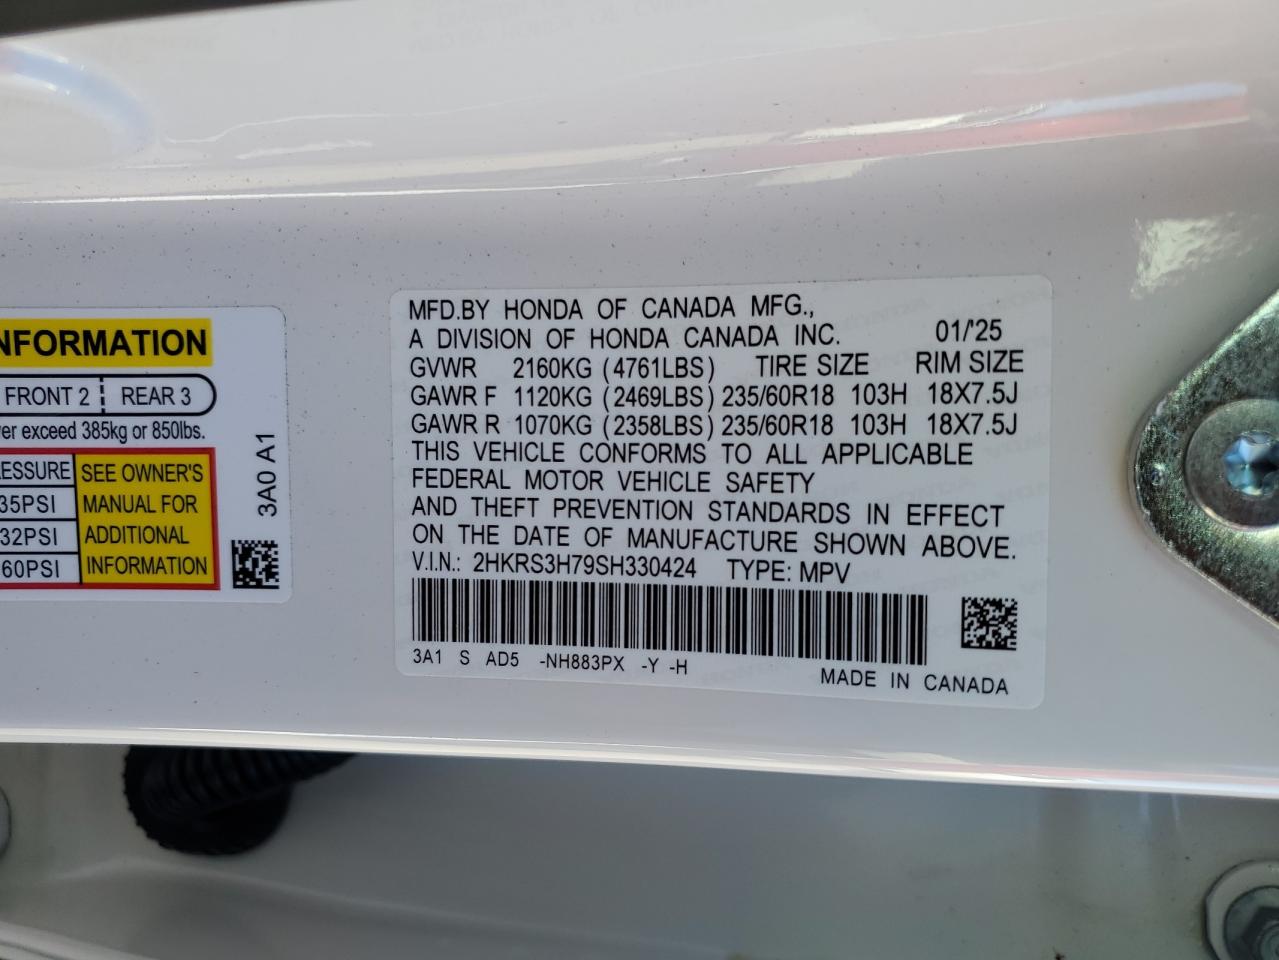 NFORMATION
FRONT 2 REAR 3
er exceed 385kg or 850lbs.
RESSURE SEE OWNER'S
35PSI MANUAL FOR
32PSI ADDITIONAL
60PSI INFORMATION
3A0 A1
MFD.BY HONDA OF CANADA MFG.,
A DIVISION OF HONDA CANADA INC. 01/'25
GVWR 2160KG (4761LBS) TIRE SIZE RIM SIZE
GAWR F 1120KG (2469LBS) 235/60R18 103H 18X7.5J
GAWR R 1070KG (2358LBS) 235/60R18 103H 18X7.5J
THIS VEHICLE CONFORMS TO ALL APPLICABLE
FEDERAL MOTOR VEHICLE SAFETY
AND THEFT PREVENTION STANDARDS IN EFFECT
ON THE DATE OF MANUFACTURE SHOWN ABOVE.
V.I.N.: 2HKRS3H79SH330424 TYPE: MPV
3A1 S AD5 -NH883PX -Y -H
MADE IN CANADA